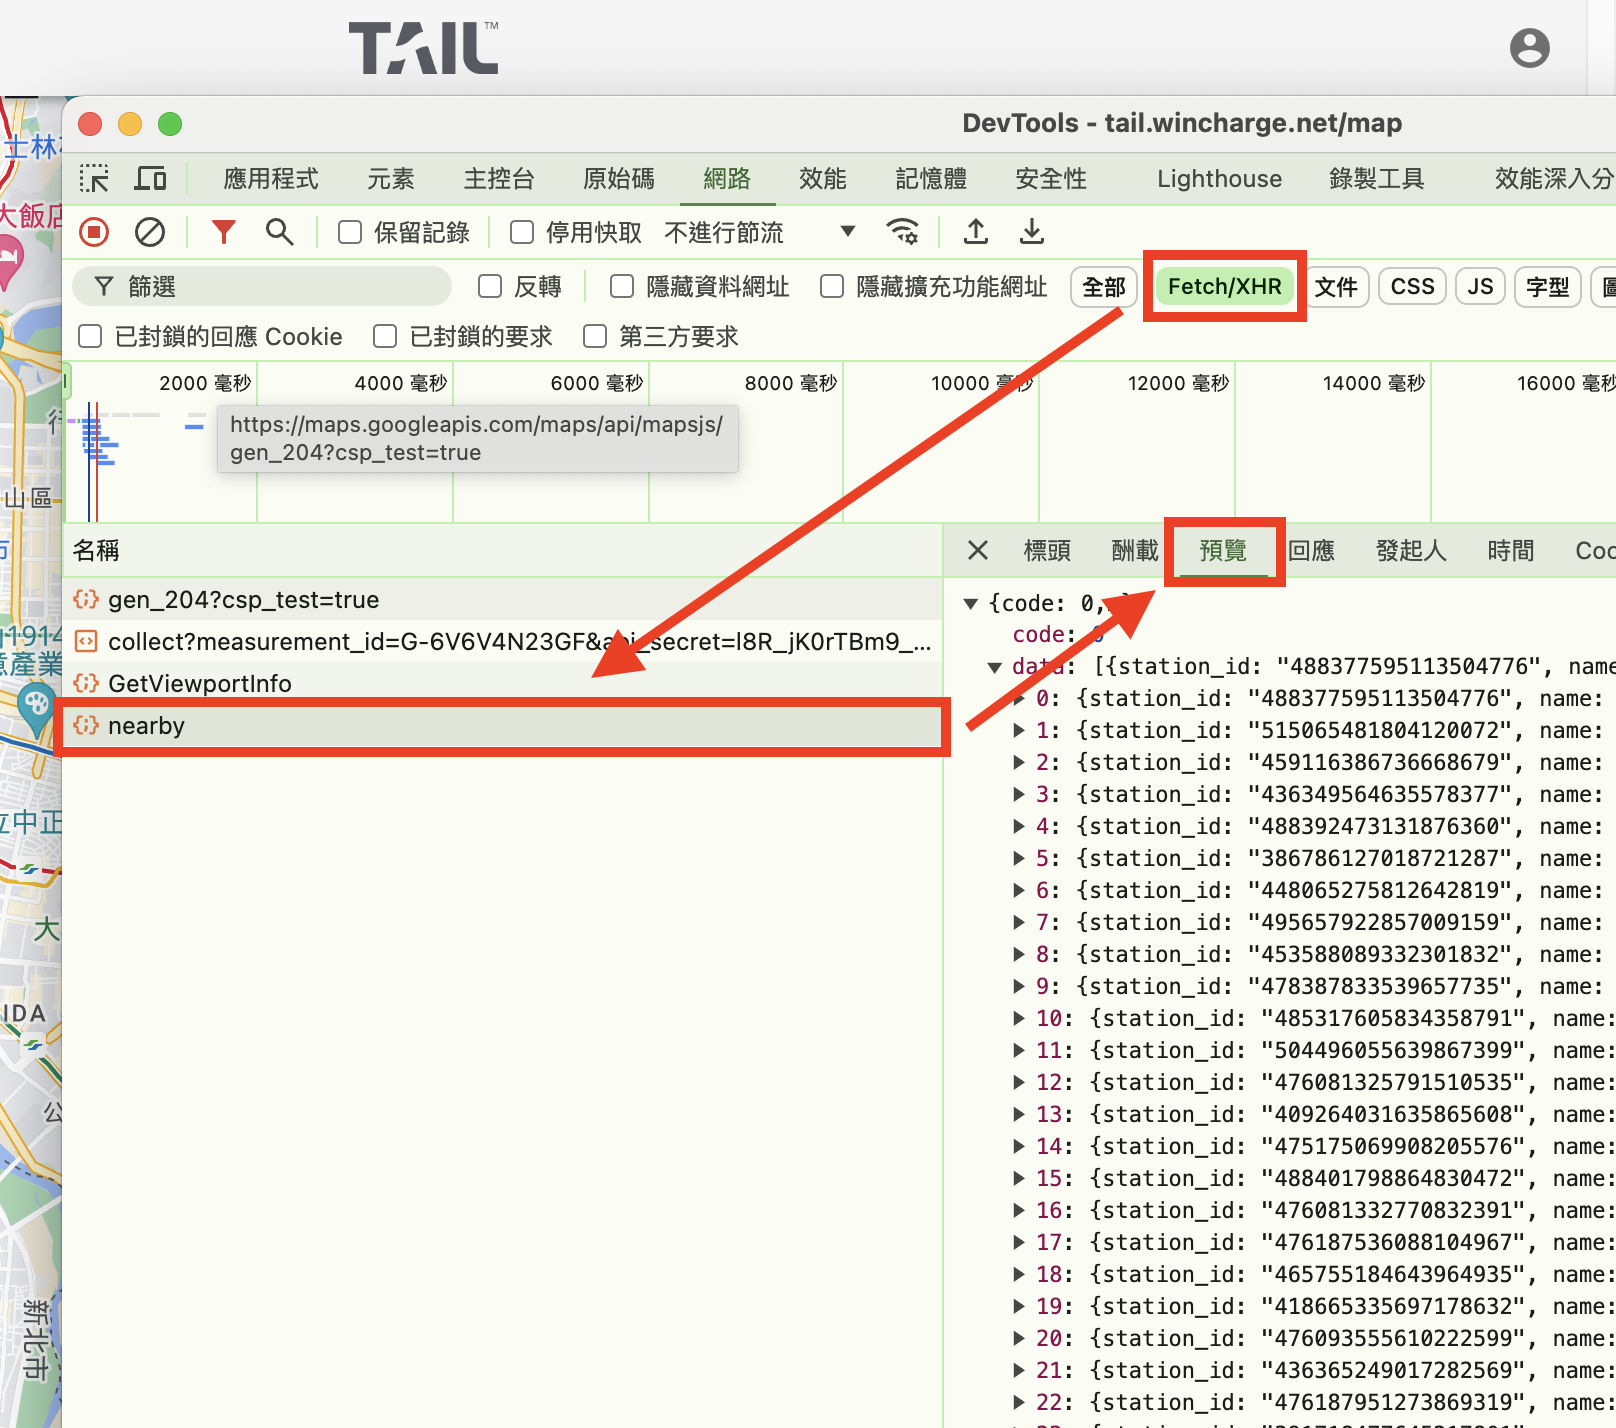 TAIL™
DevTools - tail.wincharge.net/map
應用程式 元素 主控台 原始碼 網路 效能 記憶體 安全性 Lighthouse 錄製工具 效能深入分
保留記錄 停用快取 不進行節流
篩選 反轉 隱藏資料網址 隱藏擴充功能網址 全部 Fetch/XHR 文件 CSS JS 字型
已封鎖的回應 Cookie 已封鎖的要求 第三方要求
2000 毫秒 4000 毫秒 6000 毫秒 8000 毫秒 10000 毫秒 12000 毫秒 14000 毫秒 16000 毫秒
https://maps.googleapis.com/maps/api/mapsjs/
gen_204?csp_test=true
名稱
gen_204?csp_test=true
collect?measurement_id=G-6V6V4N23GF&api_secret=l8R_jK0rTBm9_...
GetViewportInfo
nearby
標頭 酬載 預覽 回應 發起人 時間 Coo
{code: 0,
code: 0
data: [{station_id: "488377595113504776", name
0: {station_id: "488377595113504776", name:
1: {station_id: "515065481804120072", name:
2: {station_id: "459116386736668679", name:
3: {station_id: "436349564635578377", name:
4: {station_id: "488392473131876360", name:
5: {station_id: "386786127018721287", name:
6: {station_id: "448065275812642819", name:
7: {station_id: "495657922857009159", name:
8: {station_id: "453588089332301832", name:
9: {station_id: "478387833539657735", name:
10: {station_id: "485317605834358791", name:
11: {station_id: "504496055639867399", name:
12: {station_id: "476081325791510535", name:
13: {station_id: "409264031635865608", name:
14: {station_id: "475175069908205576", name:
15: {station_id: "488401798864830472", name:
16: {station_id: "476081332770832391", name:
17: {station_id: "476187536088104967", name:
18: {station_id: "465755184643964935", name:
19: {station_id: "418665335697178632", name:
20: {station_id: "476093555610222599", name:
21: {station_id: "436365249017282569", name:
22: {station_id: "476187951273869319", name:
士林
大飯店
行
山區
市
1914
意產業
立中正
大
IDA
公
新北市